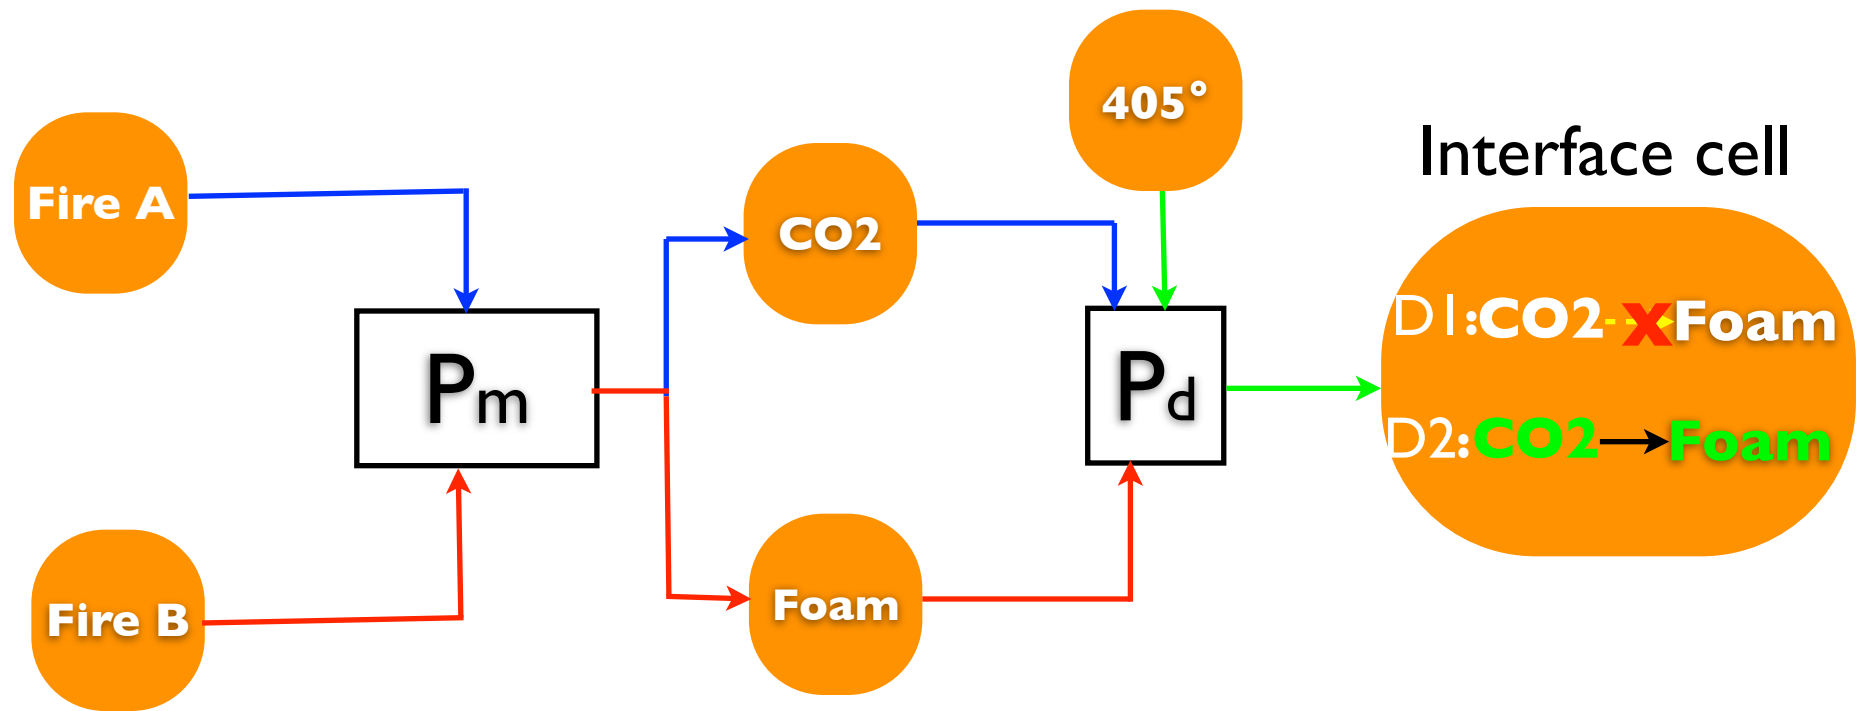 Fire A
Fire B
Pm
CO2
Foam
405°
Pd
Interface cell
D1:CO2 X Foam
D2:CO2 Foam